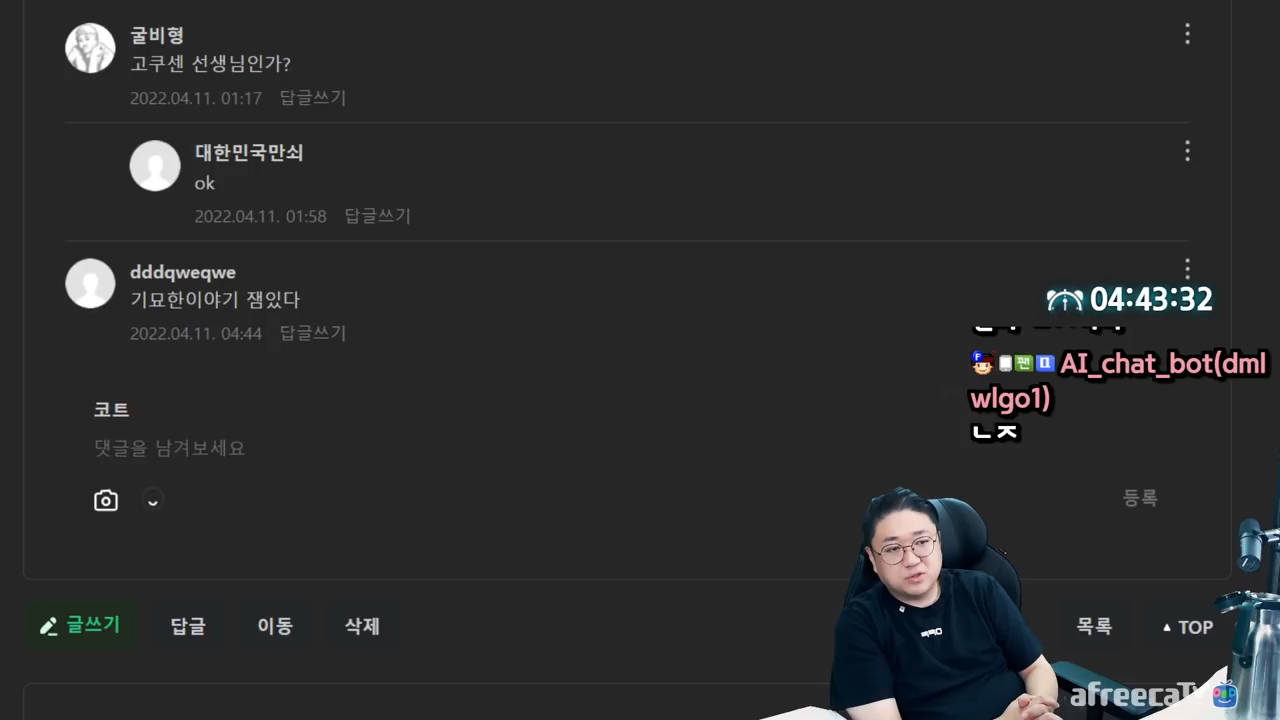 굴비형
고쿠센 선생님인가?
2022.04.11. 01:17 답글쓰기
대한민국만쇠
ok
2022.04.11. 01:58 답글쓰기
dddqweqwe
기묘한이야기 잼있다
2022.04.11. 04:44 답글쓰기
04:43:32
F 팬 AI_chat_bot(dml
wlgo1)
ㄴㅈ
코트
댓글을 남겨보세요
등록
글쓰기 답글 이동 삭제 목록 TOP
afreecaTV